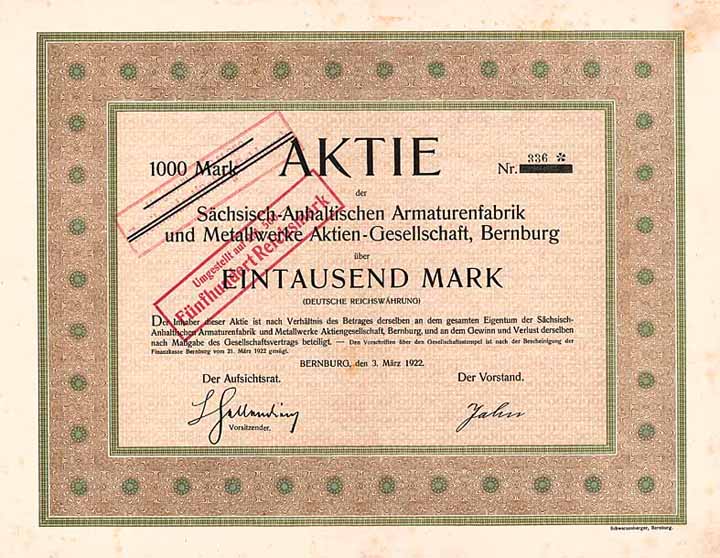 1000 Mark AKTIE Nr. 336 *
der
Sächsisch-Anhaltischen Armaturenfabrik
und Metallwerke Aktien-Gesellschaft, Bernburg
über
EINTAUSEND MARK
(DEUTSCHE REICHSWÄHRUNG)
Umgestellt auf
Fünfhundert Reichsmark
Der Inhaber dieser Aktie ist nach Verhältnis des Betrages derselben an dem gesamten Eigentum der Sächsisch-
Anhaltischen Armaturenfabrik und Metallwerke Aktiengesellschaft, Bernburg, und an dem Gewinn und Verlust derselben
nach Maßgabe des Gesellschaftsvertrags beteiligt. — Den Vorschriften über den Gesellschaftsstempel ist nach der Bescheinigung der
Finanzkasse Bernburg vom 21. März 1922 genügt.
BERNBURG, den 3. März 1922.
Der Aufsichtsrat. Der Vorstand.
Jahn
Vorsitzender.
Schwarzenberger, Bernburg.